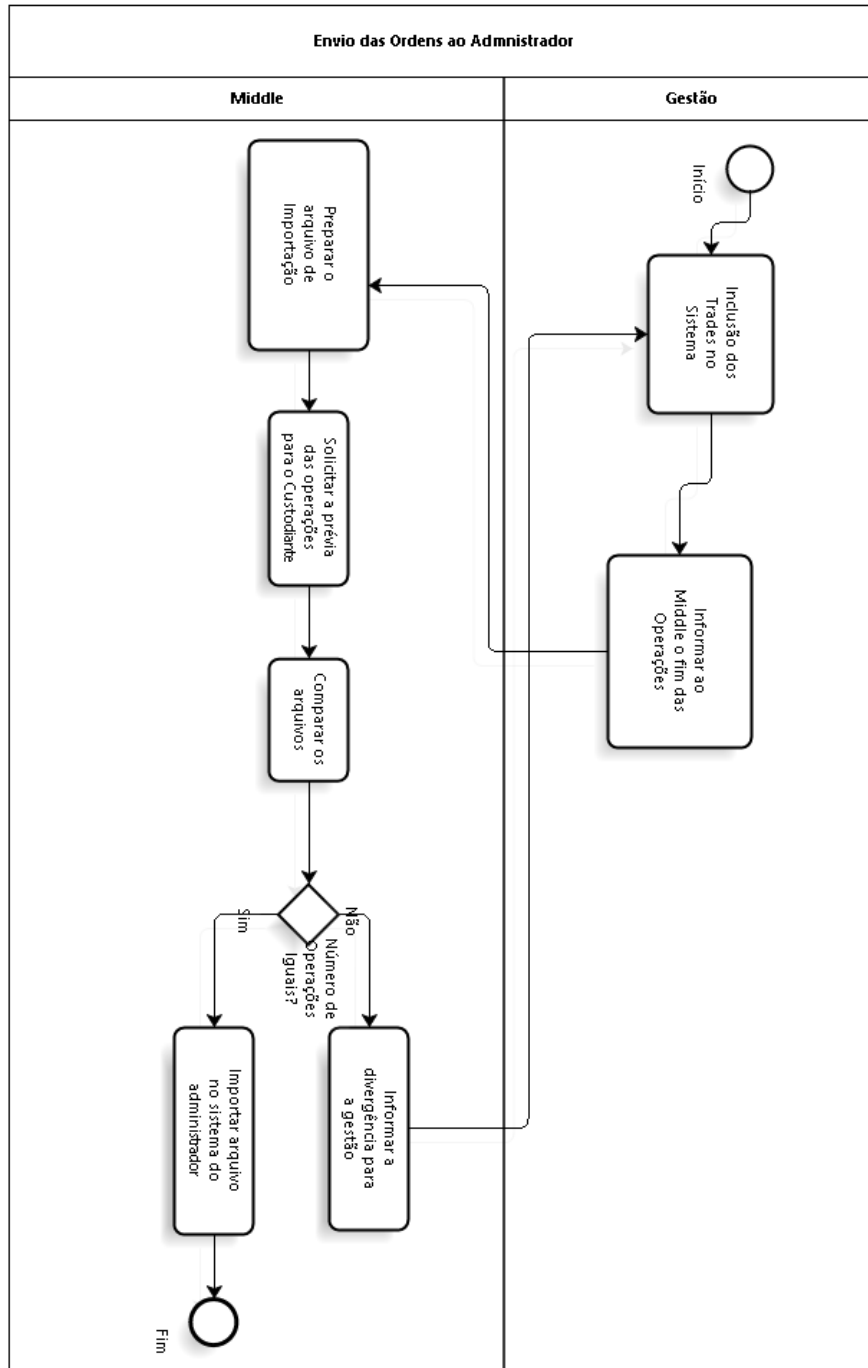 Envio das Ordens ao Admnistrador
Middle
Gestão
Início
Inclusão dos
Trades no
Sistema
Informar ao
Middle o fim das
Operações
Preparar o
arquivo de
Importação
Solicitar a prévia
das operações
para o Custodiante
Comparar os
arquivos
Não
Sim
Número de
Operações
Iguais?
Informar a
divergência para
a gestão
Importar arquivo
no sistema do
administrador
Fim